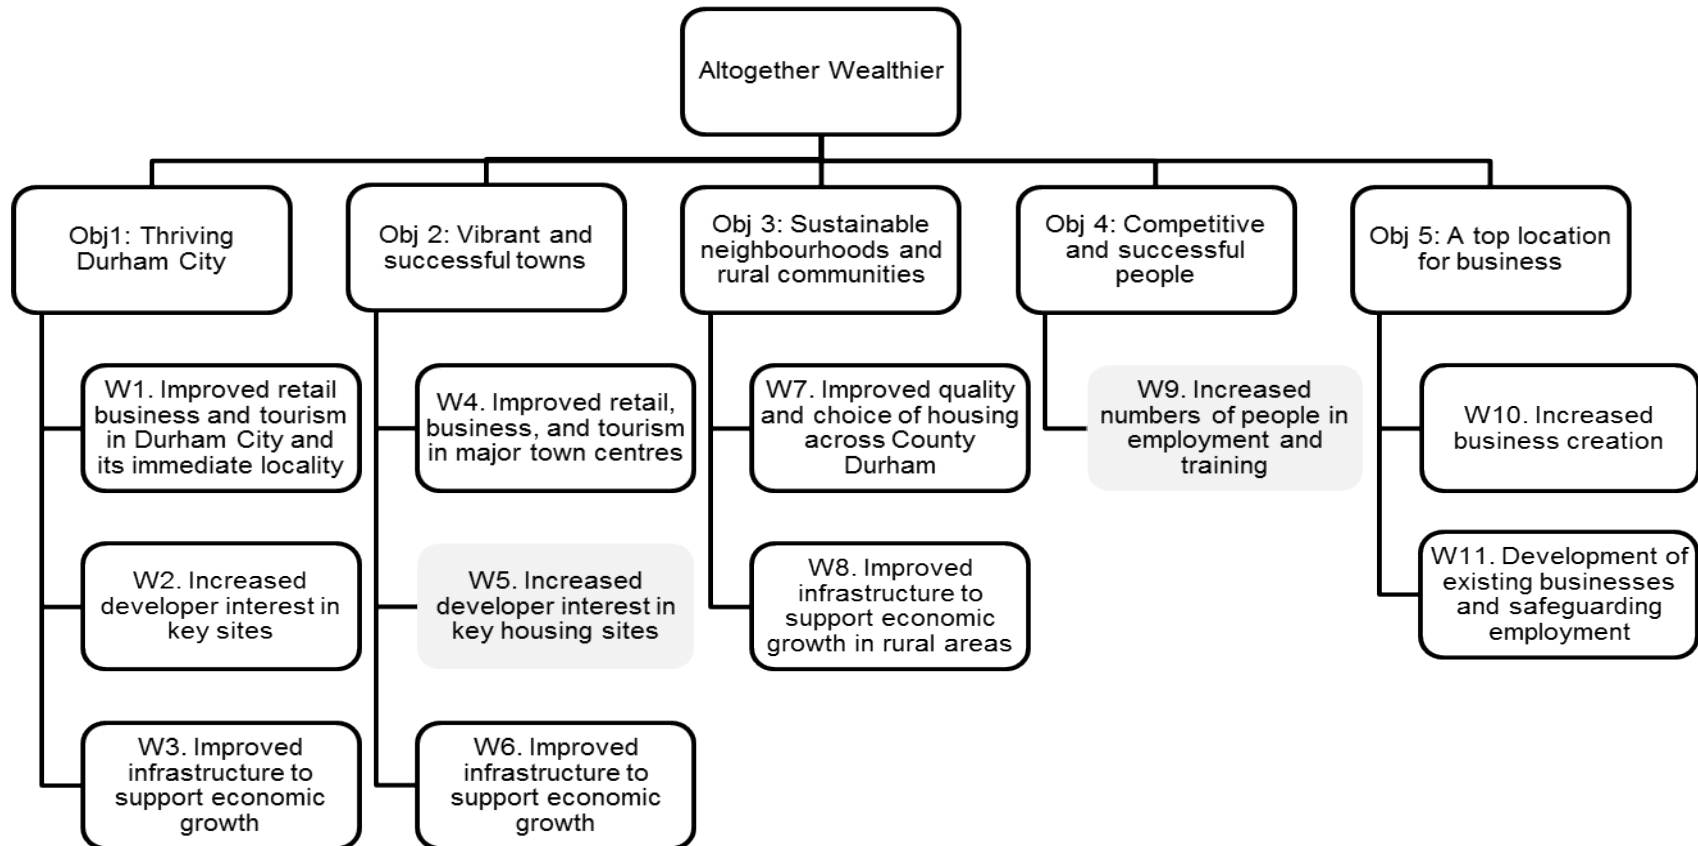 Altogether Wealthier
Obj1: Thriving
Durham City
Obj 2: Vibrant and
successful towns
Obj 3: Sustainable
neighbourhoods and
rural communities
Obj 4: Competitive
and successful
people
Obj 5: A top location
for business
W1. Improved retail
business and tourism
in Durham City and
its immediate locality
W2. Increased
developer interest in
key sites
W3. Improved
infrastructure to
support economic
growth
W4. Improved retail,
business, and tourism
in major town centres
W5. Increased
developer interest in
key housing sites
W6. Improved
infrastructure to
support economic
growth
W7. Improved quality
and choice of housing
across County
Durham
W8. Improved
infrastructure to
support economic
growth in rural areas
W9. Increased
numbers of people in
employment and
training
W10. Increased
business creation
W11. Development of
existing businesses
and safeguarding
employment